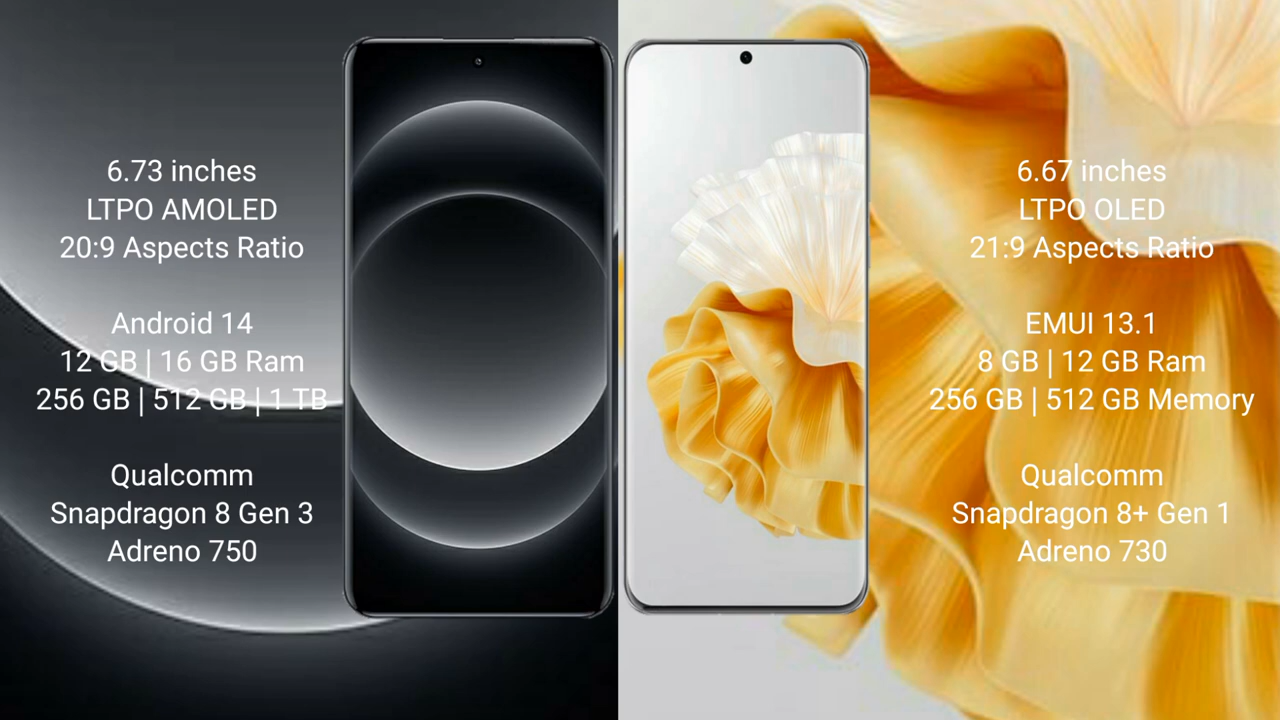 6.73 inches
LTPO AMOLED
20:9 Aspects Ratio
Android 14
12 GB | 16 GB Ram
256 GB | 512 GB | 1 TB
Qualcomm
Snapdragon 8 Gen 3
Adreno 750
6.67 inches
LTPO OLED
21:9 Aspects Ratio
EMUI 13.1
8 GB | 12 GB Ram
256 GB | 512 GB Memory
Qualcomm
Snapdragon 8+ Gen 1
Adreno 730